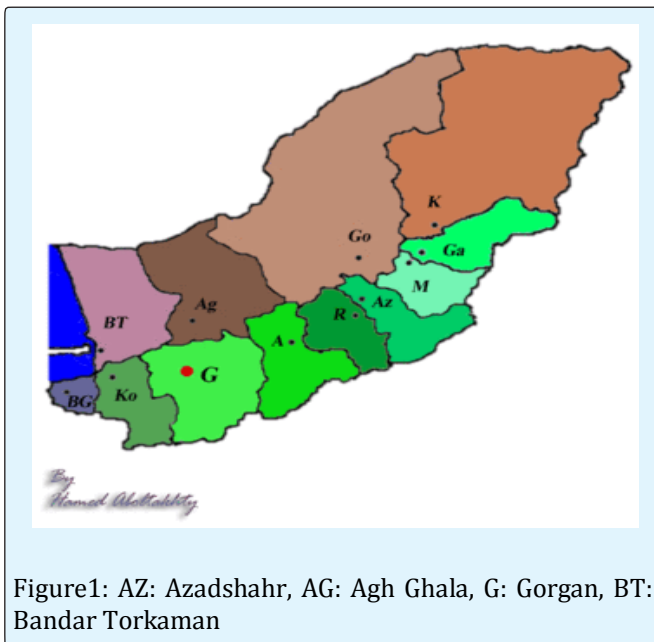 K
Go
Ga
M
Ag
Az
R
BT
A
G
Ko
BG
By
Hamed Abottakhty
Figure1: AZ: Azadshahr, AG: Agh Ghala, G: Gorgan, BT:
Bandar Torkaman